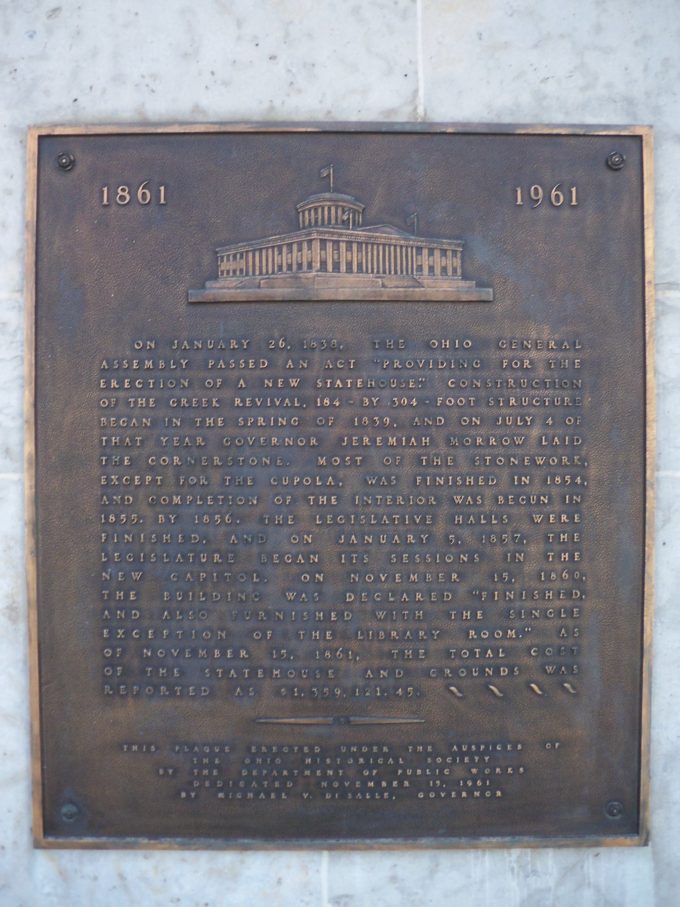 1861 1961
ON JANUARY 26, 1838, THE OHIO GENERAL
ASSEMBLY PASSED AN ACT "PROVIDING FOR THE
ERECTION OF A NEW STATEHOUSE." CONSTRUCTION
OF THE GREEK REVIVAL, 184-BY 304-FOOT STRUCTURE
BEGAN IN THE SPRING OF 1839, AND ON JULY 4 OF
THAT YEAR GOVERNOR JEREMIAH MORROW LAID
THE CORNERSTONE. MOST OF THE STONEWORK,
EXCEPT FOR THE CUPOLA, WAS FINISHED IN 1854,
AND COMPLETION OF THE INTERIOR WAS BEGUN IN
1855. BY 1856, THE LEGISLATIVE HALLS WERE
FINISHED, AND ON JANUARY 5, 1857, THE
LEGISLATURE BEGAN ITS SESSIONS IN THE
NEW CAPITOL. ON NOVEMBER 15, 1860,
THE BUILDING WAS DECLARED "FINISHED,
AND ALSO FURNISHED WITH THE SINGLE
EXCEPTION OF THE LIBRARY ROOM." AS
OF NOVEMBER 15, 1861, THE TOTAL COST
OF THE STATEHOUSE AND GROUNDS WAS
REPORTED AS $1,359,121.45.
THIS PLAQUE ERECTED UNDER THE AUSPICES OF
THE OHIO HISTORICAL SOCIETY
BY THE DEPARTMENT OF PUBLIC WORKS
DEDICATED NOVEMBER 15, 1961
BY MICHAEL V. DI SALLE, GOVERNOR